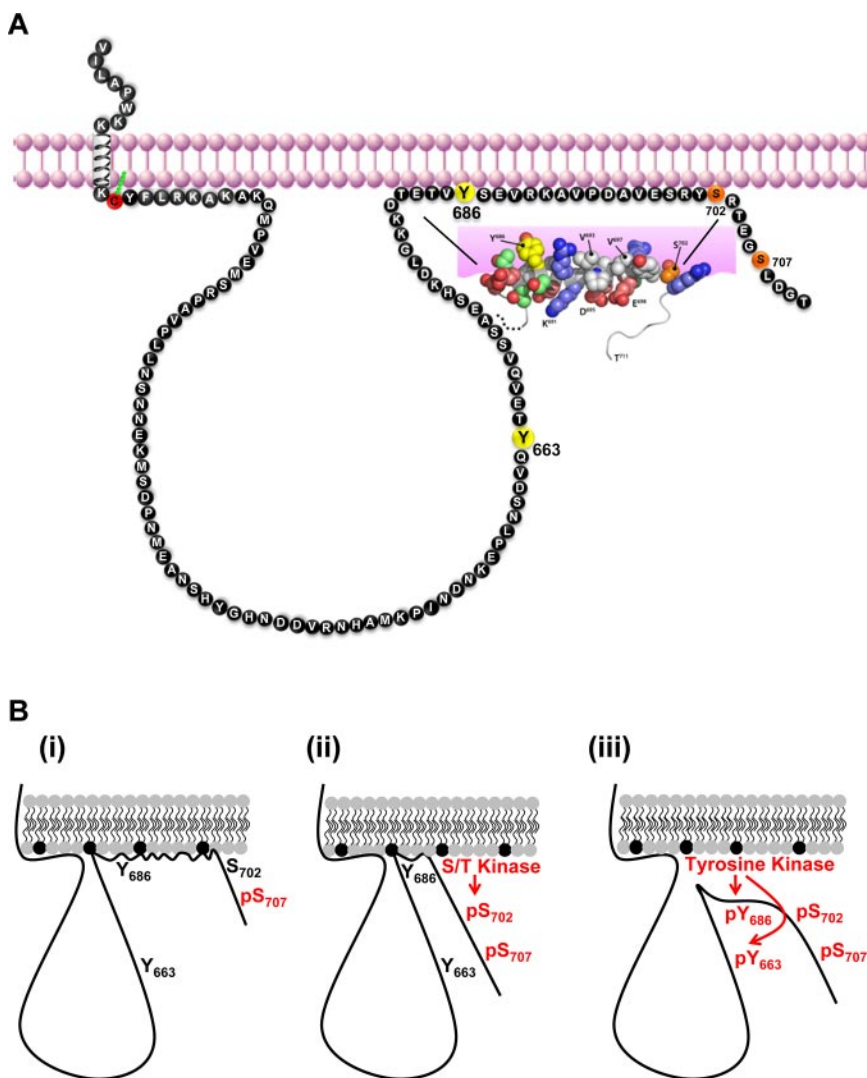 A
V I L A P W K K
K C Y F L R K A K A K Q M P V E M S R P A V P L L N S N N E K M S D P N M E A N S H Y G H N D D V R N H A M K P I N D N K E P L N S D V Q Y T E V Q V S S A E S H K D L G K K D T E T V Y S E V R K A V P D A V E S R Y S R T E G S L D G T
686
702
707
663
Y686
V693
V697
S702
K691
D695
E698
T711
B
(i)
(ii)
(iii)
Y686
S702
pS707
Y663
S/T Kinase
Y686
pS702
pS707
Y663
Tyrosine Kinase
pY686
pS702
pY663
pS707